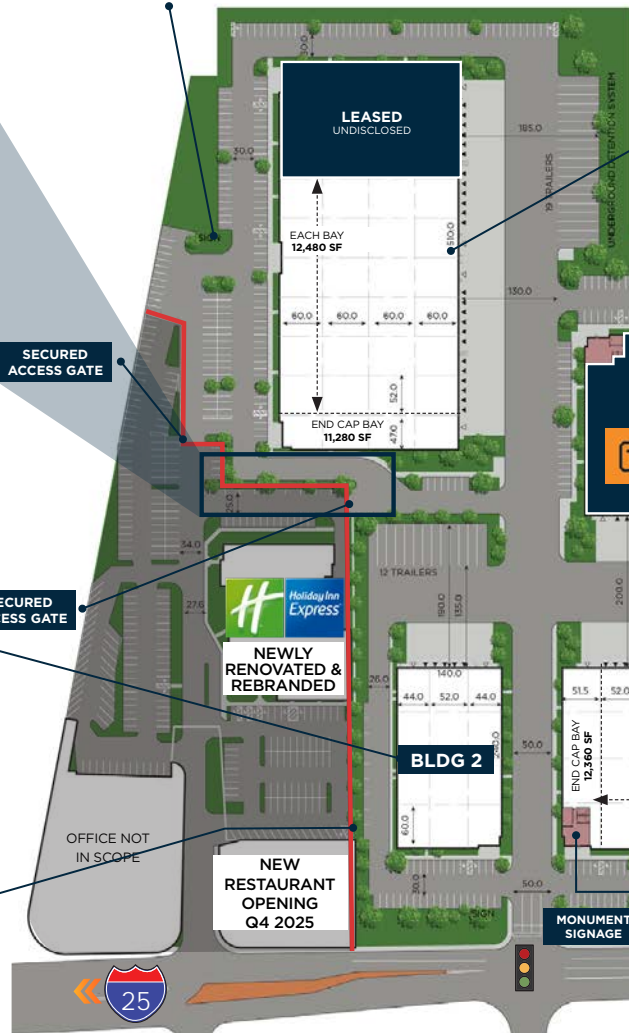 30.0
LEASED
UNDISCLOSED
185.0
19 TRAILERS
UNDERGROUND DETENTION SYSTEM
30.0
SIGN
EACH BAY
12,480 SF
510.0
130.0
60.0
60.0
60.0
60.0
SECURED
ACCESS GATE
52.0
END CAP BAY
11,280 SF
47.0
25.0
34.0
12 TRAILERS
27.6
190.0
135.0
200.0
Holiday Inn
Express
NEWLY
RENOVATED &
REBRANDED
26.0
140.0
44.0
52.0
44.0
51.5
52.0
END CAP BAY
12,360 SF
BLDG 2
240.0
50.0
60.0
OFFICE NOT
IN SCOPE
NEW
RESTAURANT
OPENING
Q4 2025
30.0
SIGN
50.0
MONUMENT
SIGNAGE
25